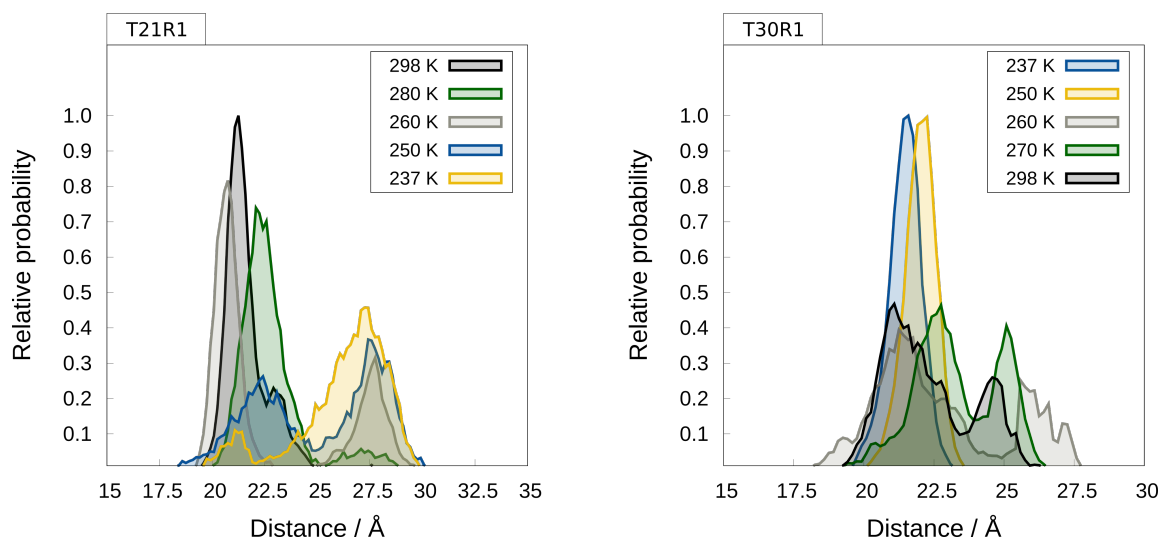 T21R1
298 K
280 K
260 K
250 K
237 K
Relative probability
1.0
0.9
0.8
0.7
0.6
0.5
0.4
0.3
0.2
0.1
15 17.5 20 22.5 25 27.5 30 32.5 35
Distance / Å
T30R1
237 K
250 K
260 K
270 K
298 K
Relative probability
1.0
0.9
0.8
0.7
0.6
0.5
0.4
0.3
0.2
0.1
15 17.5 20 22.5 25 27.5 30
Distance / Å